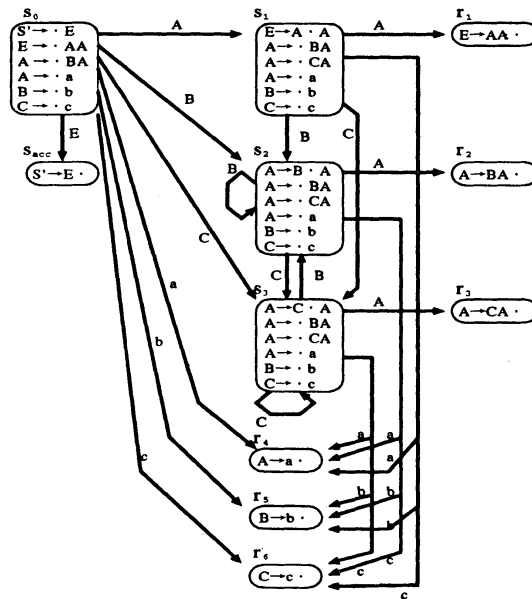 s0
S' → · E
E → · AA
A → · BA
A → · a
B → · b
C → · c
A
B
C
a
b
c
E
sacc
S' → E ·
s1
E → A · A
A → · BA
A → · CA
A → · a
B → · b
C → · c
A
r1
E → AA ·
B
C
s2
B
A → B · A
A → · BA
A → · CA
A → · a
B → · b
C → · c
A
r2
A → BA ·
C
B
s3
A → C · A
A → · BA
A → · CA
A → · a
B → · b
C → · c
A
r3
A → CA ·
C
r4
A → a ·
a
a
a
r5
B → b ·
b
b
r6
C → c ·
c
c
c